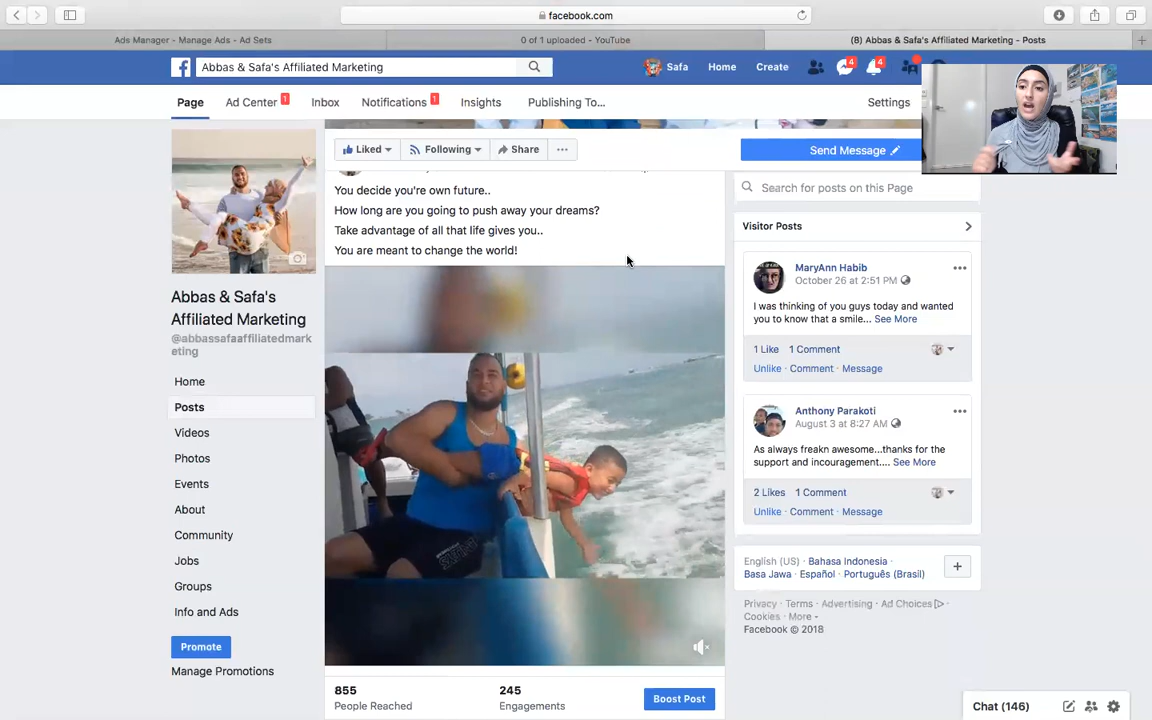 facebook.com
Ads Manager - Manage Ads - Ad Sets
0 of 1 uploaded - YouTube
(8) Abbas & Safa's Affiliated Marketing - Posts
Abbas & Safa's Affiliated Marketing
Safa
Home
Create
4
4
Page
Ad Center 1
Inbox
Notifications 1
Insights
Publishing To...
Settings
Liked
Following
Share
Send Message
You decide you're own future..
How long are you going to push away your dreams?
Take advantage of all that life gives you..
You are meant to change the world!
Abbas & Safa's
Affiliated Marketing
@abbassafaaffiliatedmark
eting
Home
Posts
Videos
Photos
Events
About
Community
Jobs
Groups
Info and Ads
Promote
Manage Promotions
855
People Reached
245
Engagements
Boost Post
Search for posts on this Page
Visitor Posts
MaryAnn Habib
October 26 at 2:51 PM
I was thinking of you guys today and wanted
you to know that a smile... See More
1 Like 1 Comment
Unlike · Comment · Message
Anthony Parakoti
August 3 at 8:27 AM
As always freakn awesome...thanks for the
support and incouragement.... See More
2 Likes 1 Comment
Unlike · Comment · Message
English (US) · Bahasa Indonesia ·
Basa Jawa · Español · Português (Brasil)
Privacy · Terms · Advertising · Ad Choices ·
Cookies · More
Facebook © 2018
Chat (146)